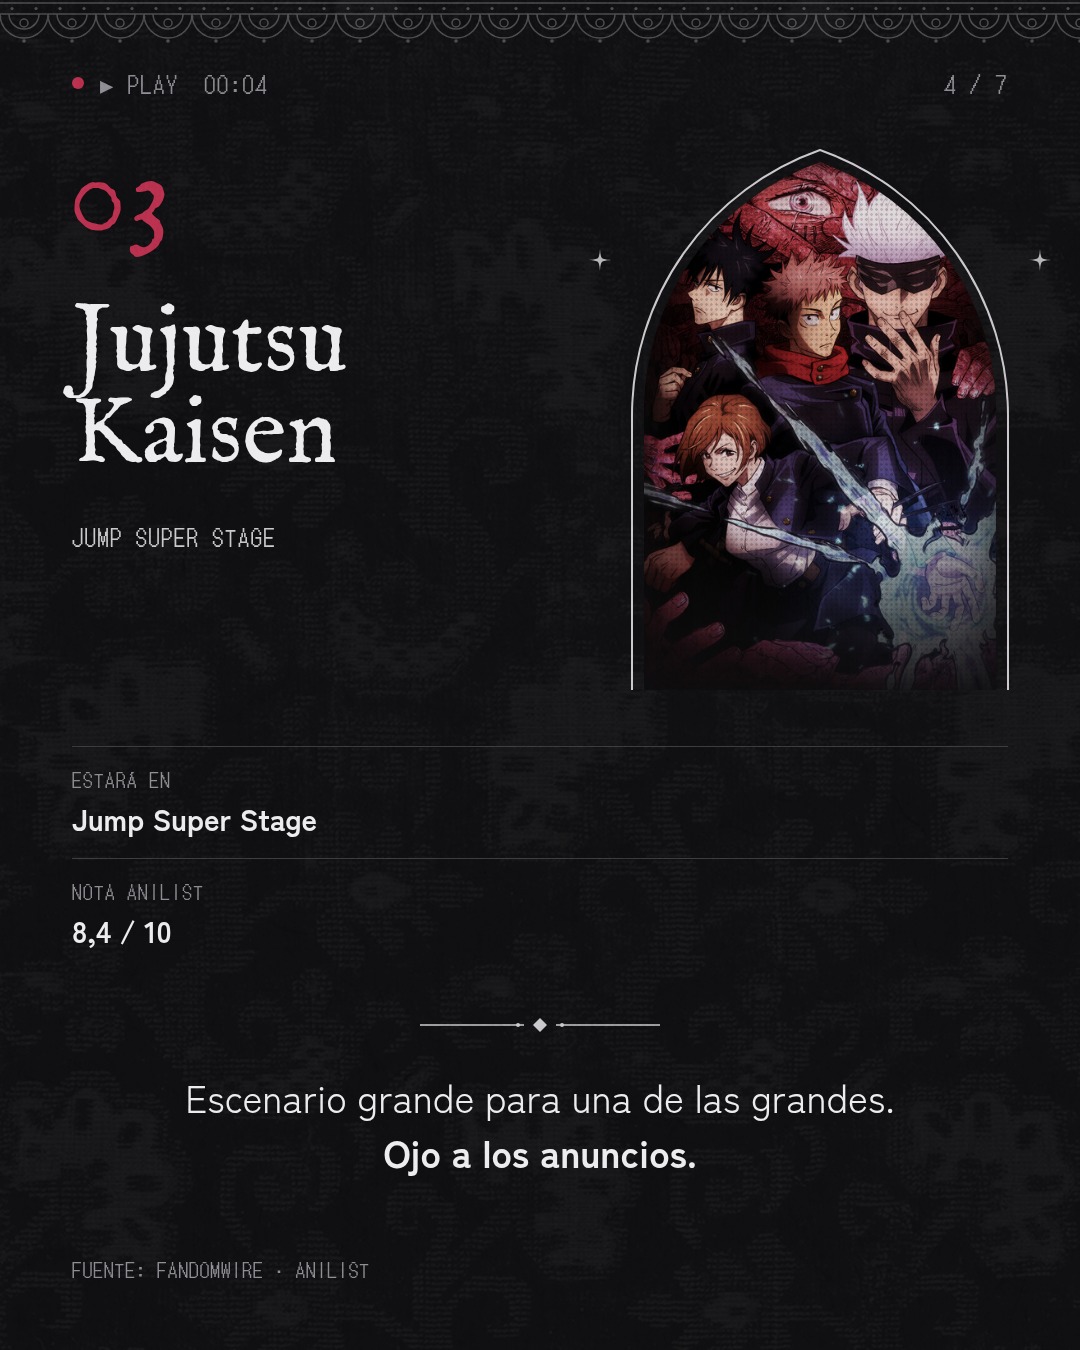 ▶ PLAY 00:04
4 / 7
03
Jujutsu
Kaisen
JUMP SUPER STAGE
ESTARÁ EN
Jump Super Stage
NOTA ANILIST
8,4 / 10
Escenario grande para una de las grandes.
Ojo a los anuncios.
FUENTE: FANDOMWIRE · ANILIST